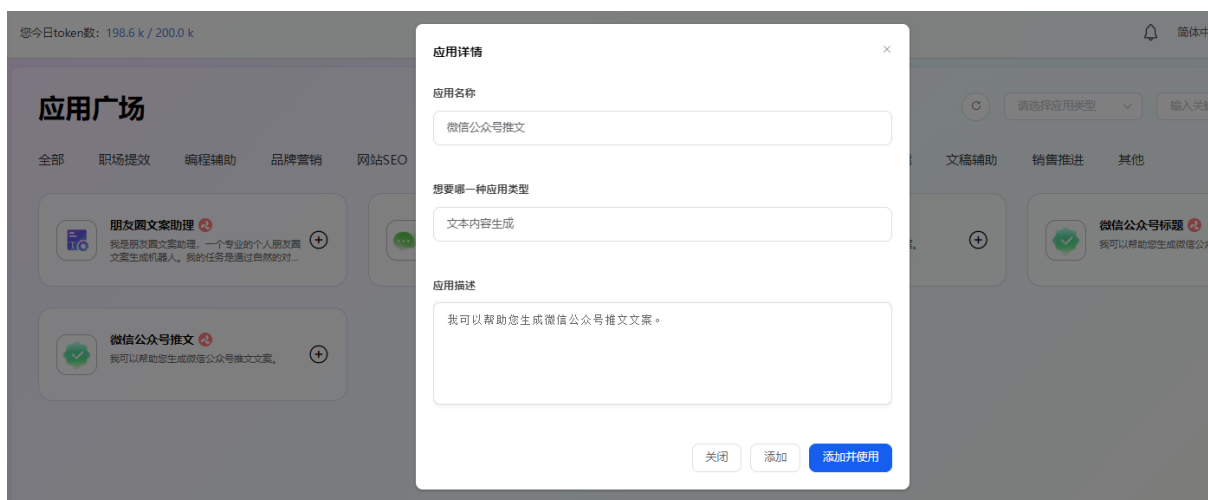 您今日token数：198.6 k / 200.0 k
简体中
应用广场
请选择应用类型
输入关键
全部 职场提效 编程辅助 品牌营销 网站SEO 文稿辅助 销售推进 其他
朋友圈文案助理
我是朋友圈文案助理，一个专业的个人朋友圈
文案生成机器人。我的任务是通过自然的对...
微信公众号标题
我可以帮助您生成微信公众
微信公众号推文
我可以帮助您生成微信公众号推文文案。
应用详情
应用名称
微信公众号推文
想要哪一种应用类型
文本内容生成
应用描述
我可以帮助您生成微信公众号推文文案。
关闭
添加
添加并使用